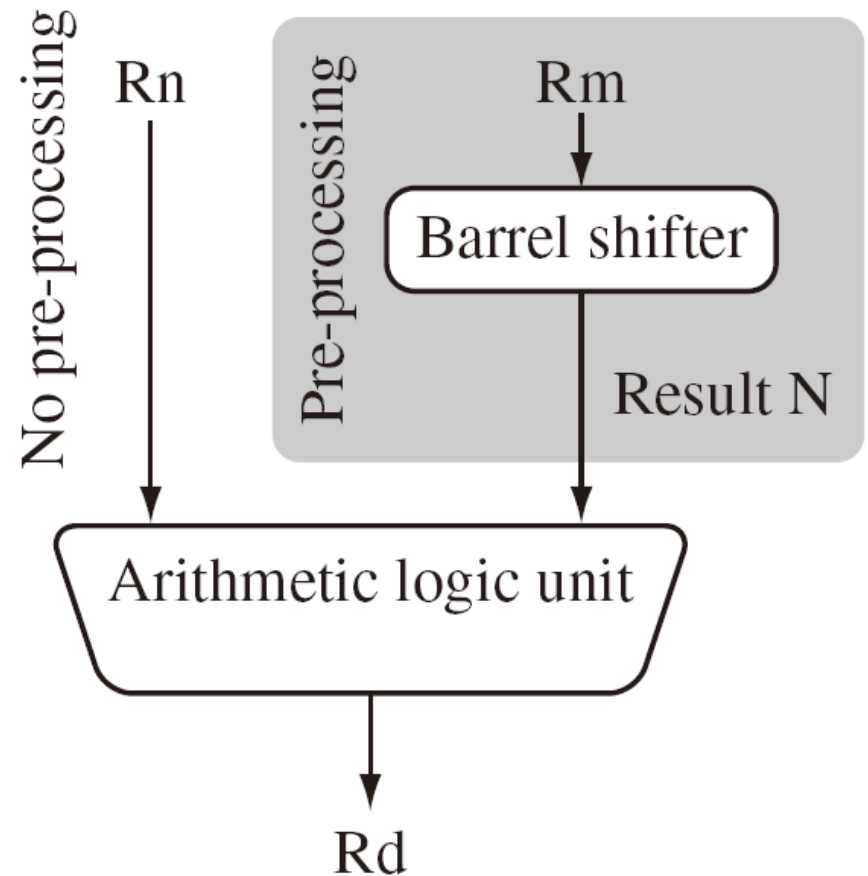 No pre-processing
Rn
Pre-processing
Rm
Barrel shifter
Result N
Arithmetic logic unit
Rd